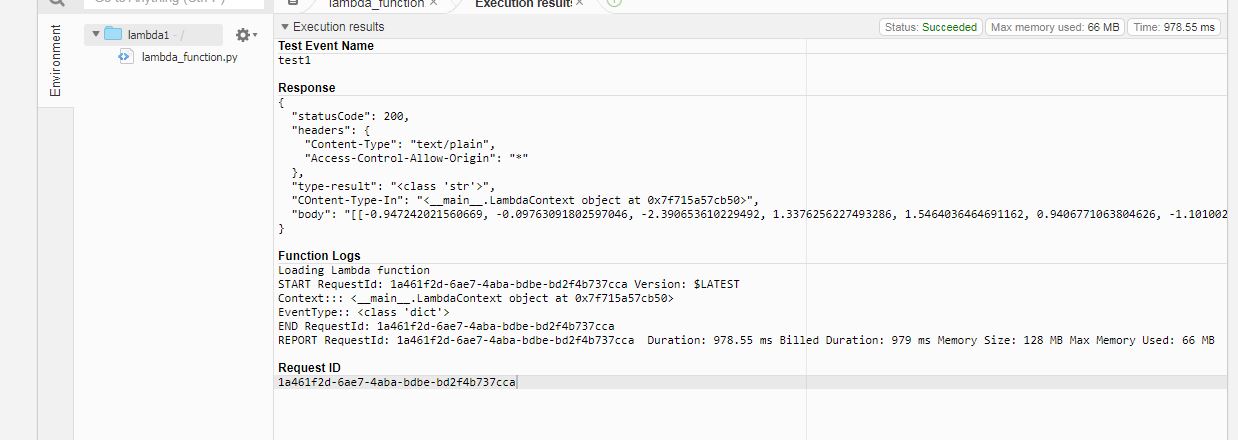 Go to Anything (Ctrl-P)
lambda_function ×
Execution results ×
Environment
lambda1 - /
lambda_function.py
Execution results
Status: Succeeded
Max memory used: 66 MB
Time: 978.55 ms
Test Event Name
test1
Response
{
"statusCode": 200,
"headers": {
"Content-Type": "text/plain",
"Access-Control-Allow-Origin": "*"
},
"type-result": "<class 'str'>",
"COntent-Type-In": "<__main__.LambdaContext object at 0x7f715a57cb50>",
"body": "[[-0.947242021560669, -0.09763091802597046, -2.390653610229492, 1.3376256227493286, 1.5464036464691162, 0.9406771063804626, -1.101002
}
Function Logs
Loading Lambda function
START RequestId: 1a461f2d-6ae7-4aba-bdbe-bd2f4b737cca Version: $LATEST
Context::: <__main__.LambdaContext object at 0x7f715a57cb50>
EventType:: <class 'dict'>
END RequestId: 1a461f2d-6ae7-4aba-bdbe-bd2f4b737cca
REPORT RequestId: 1a461f2d-6ae7-4aba-bdbe-bd2f4b737cca Duration: 978.55 ms Billed Duration: 979 ms Memory Size: 128 MB Max Memory Used: 66 MB
Request ID
1a461f2d-6ae7-4aba-bdbe-bd2f4b737cca